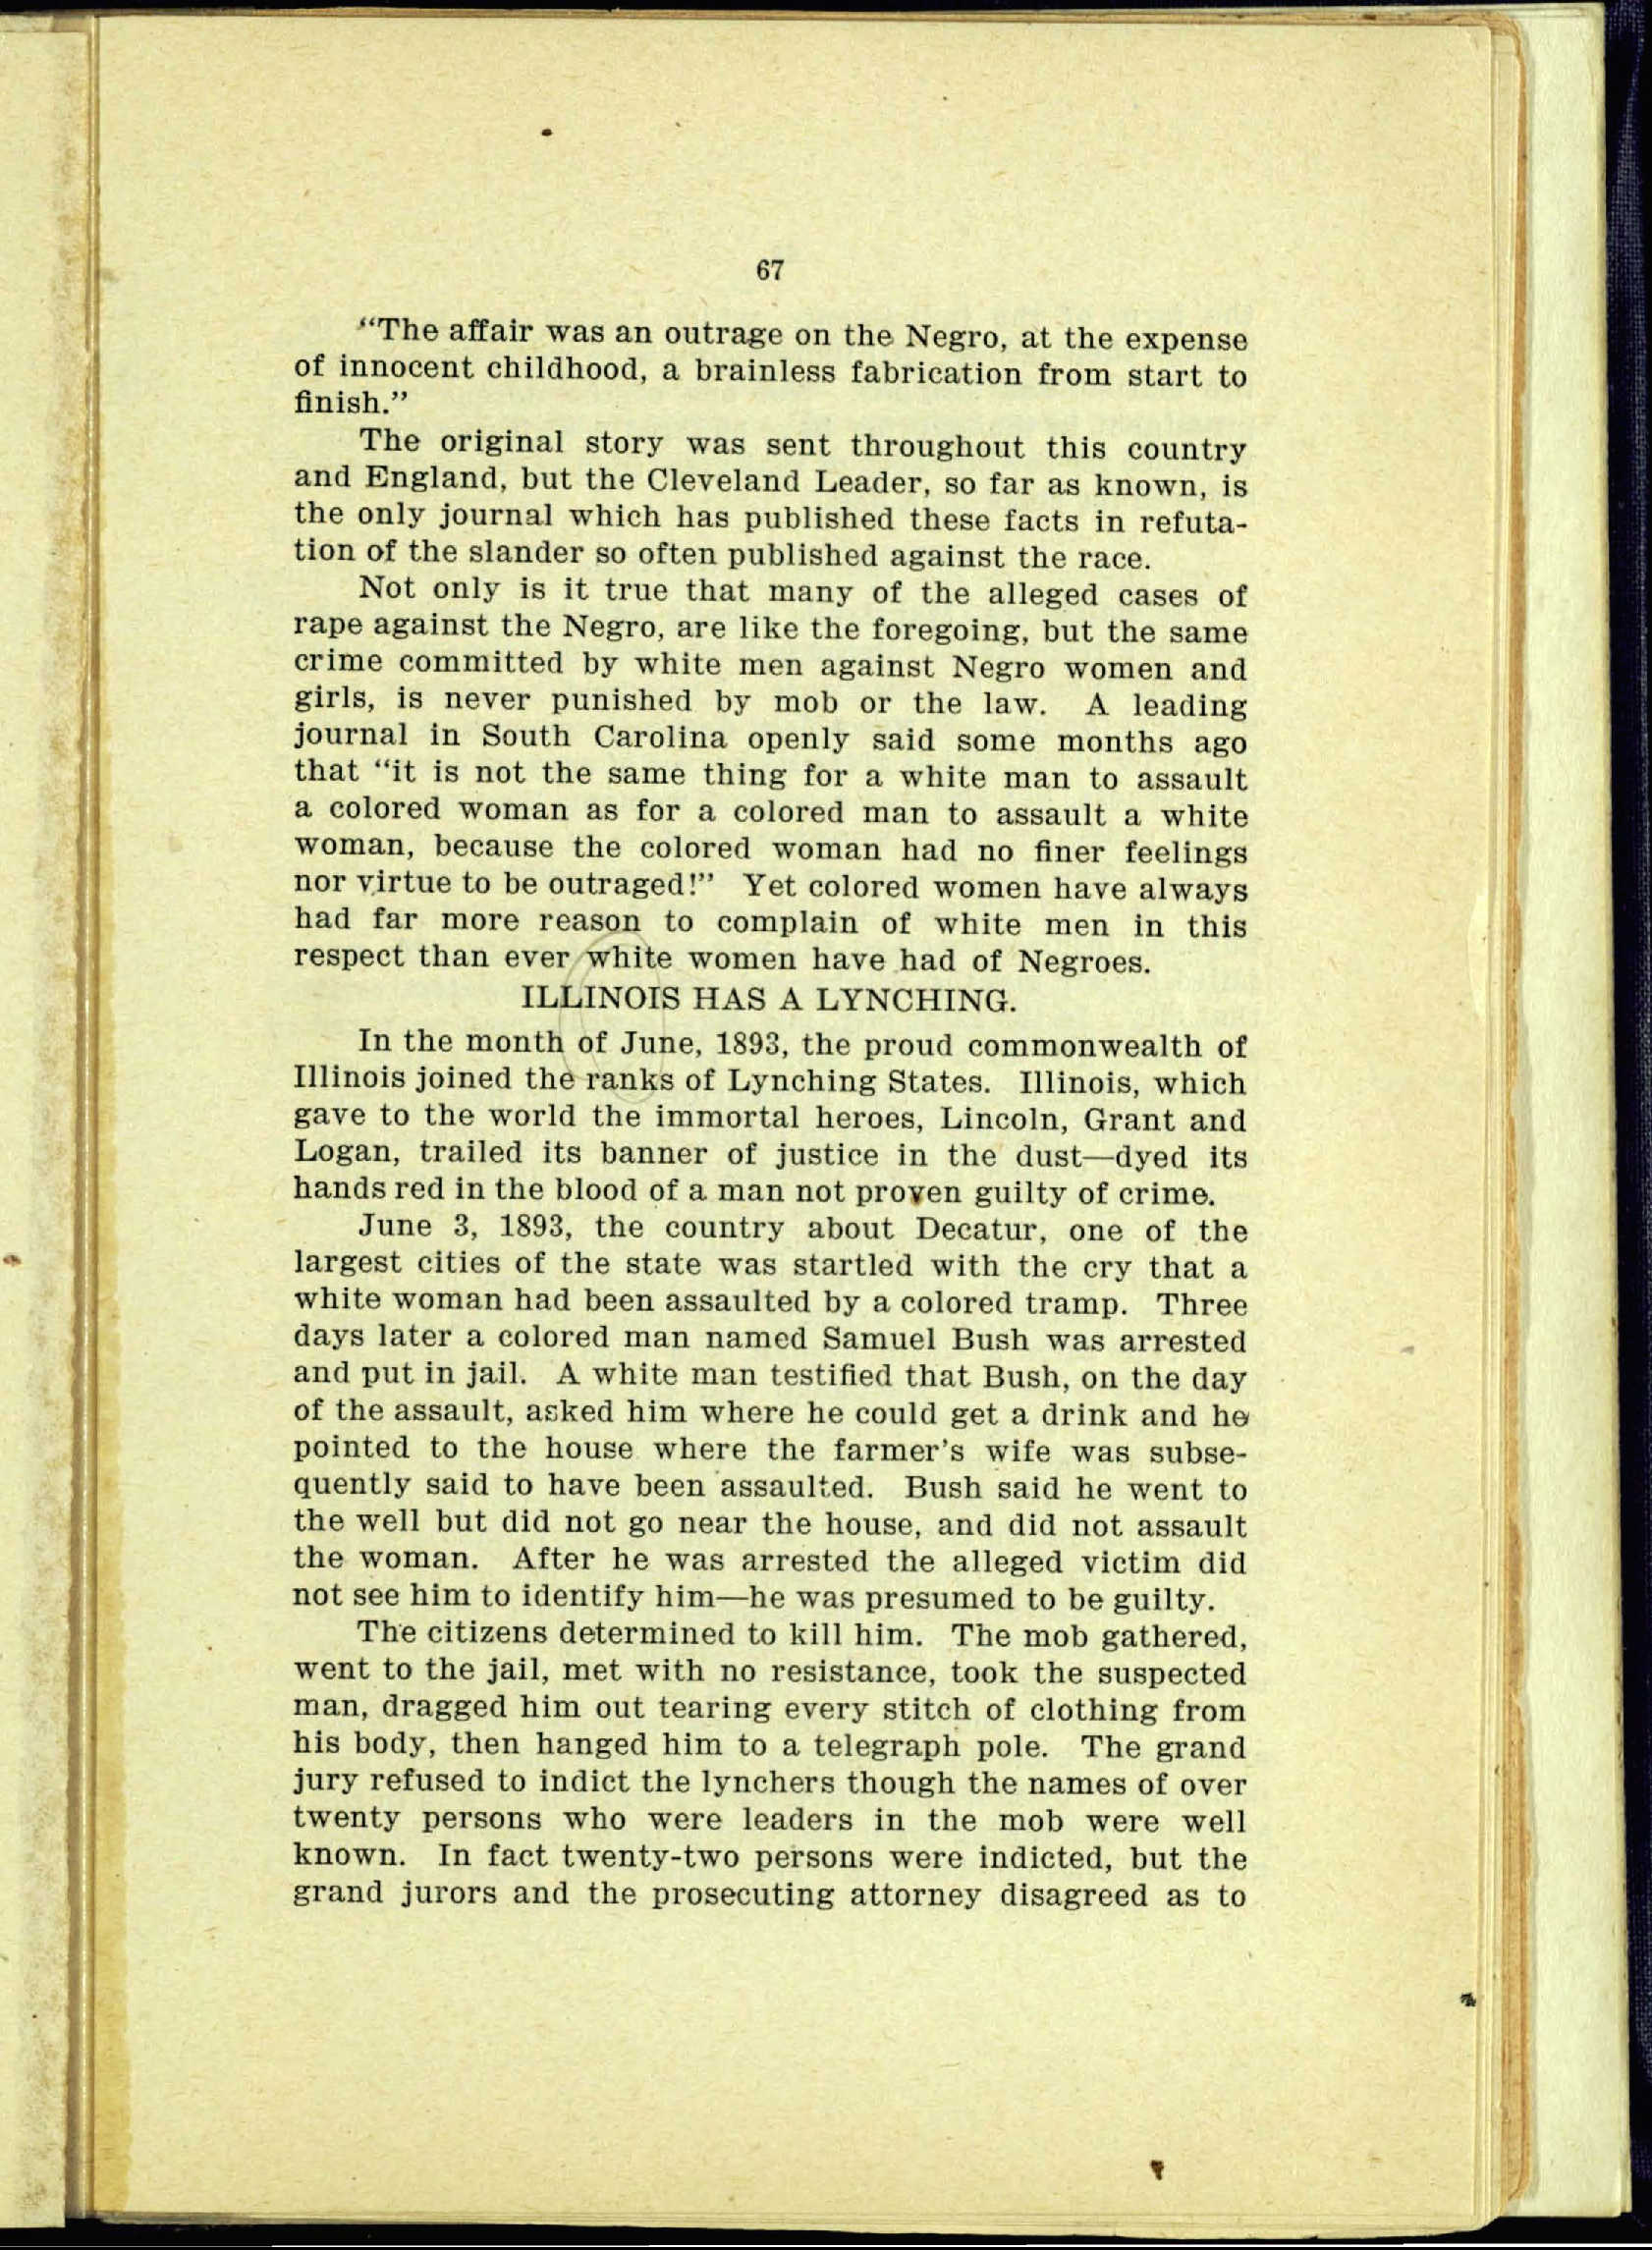 67
“The affair was an outrage on the Negro, at the expense
of innocent childhood, a brainless fabrication from start to
finish.”
The original story was sent throughout this country
and England, but the Cleveland Leader, so far as known, is
the only journal which has published these facts in refuta-
tion of the slander so often published against the race.
Not only is it true that many of the alleged cases of
rape against the Negro, are like the foregoing, but the same
crime committed by white men against Negro women and
girls, is never punished by mob or the law. A leading
journal in South Carolina openly said some months ago
that “it is not the same thing for a white man to assault
a colored woman as for a colored man to assault a white
woman, because the colored woman had no finer feelings
nor virtue to be outraged!” Yet colored women have always
had far more reason to complain of white men in this
respect than ever white women have had of Negroes.
ILLINOIS HAS A LYNCHING.
In the month of June, 1893, the proud commonwealth of
Illinois joined the ranks of Lynching States. Illinois, which
gave to the world the immortal heroes, Lincoln, Grant and
Logan, trailed its banner of justice in the dust—dyed its
hands red in the blood of a man not proven guilty of crime.
June 3, 1893, the country about Decatur, one of the
largest cities of the state was startled with the cry that a
white woman had been assaulted by a colored tramp. Three
days later a colored man named Samuel Bush was arrested
and put in jail. A white man testified that Bush, on the day
of the assault, asked him where he could get a drink and he
pointed to the house where the farmer's wife was subse-
quently said to have been assaulted. Bush said he went to
the well but did not go near the house, and did not assault
the woman. After he was arrested the alleged victim did
not see him to identify him—he was presumed to be guilty.
The citizens determined to kill him. The mob gathered,
went to the jail, met with no resistance, took the suspected
man, dragged him out tearing every stitch of clothing from
his body, then hanged him to a telegraph pole. The grand
jury refused to indict the lynchers though the names of over
twenty persons who were leaders in the mob were well
known. In fact twenty-two persons were indicted, but the
grand jurors and the prosecuting attorney disagreed as to